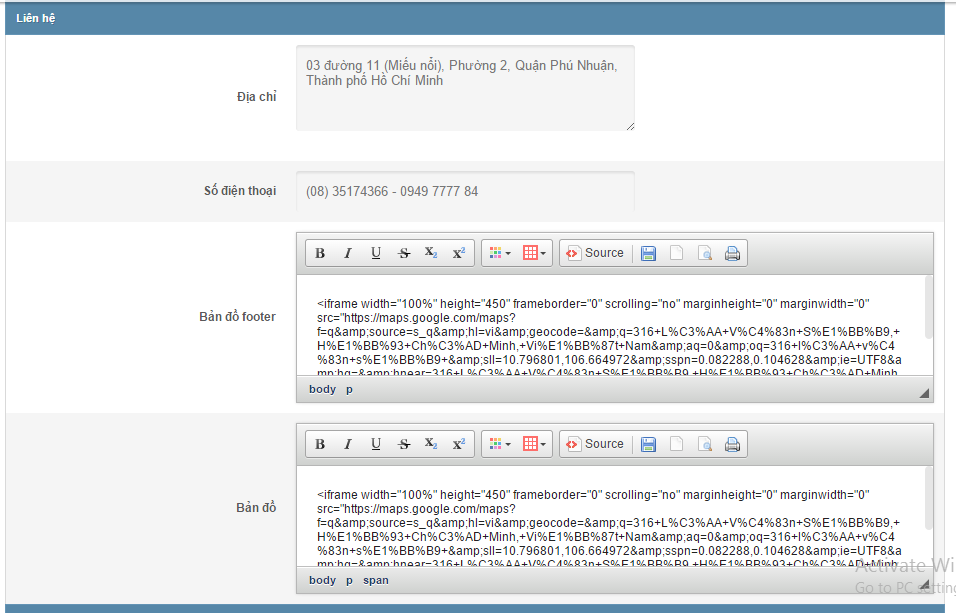 Liên hệ
03 đường 11 (Miếu nổi), Phường 2, Quận Phú Nhuận,
Thành phố Hồ Chí Minh
Địa chỉ
Số điện thoại
(08) 35174366 - 0949 7777 84
B I U S X₂ X² Source
Bản đồ footer
<iframe width="100%" height="450" frameborder="0" scrolling="no" marginheight="0" marginwidth="0"
src="https://maps.google.com/maps?
f=q&amp;source=s_q&amp;hl=vi&amp;geocode=&amp;q=316+L%C3%AA+V%C4%83n+S%E1%BB%B9,+
H%E1%BB%93+Ch%C3%AD+Minh,+Vi%E1%BB%87t+Nam&amp;aq=0&amp;oq=316+l%C3%AA+v%C4
%83n+s%E1%BB%B9+&amp;sll=10.796801,106.664972&amp;sspn=0.082288,0.104628&amp;ie=UTF8&a
mp;hq=&amp;hnear=316+L%C3%AA+V%C4%83n+S%E1%BB%B9,+H%E1%BB%93+Ch%C3%AD+Minh
body p
B I U S X₂ X² Source
Bản đồ
<iframe width="100%" height="450" frameborder="0" scrolling="no" marginheight="0" marginwidth="0"
src="https://maps.google.com/maps?
f=q&amp;source=s_q&amp;hl=vi&amp;geocode=&amp;q=316+L%C3%AA+V%C4%83n+S%E1%BB%B9,+
H%E1%BB%93+Ch%C3%AD+Minh,+Vi%E1%BB%87t+Nam&amp;aq=0&amp;oq=316+l%C3%AA+v%C4
%83n+s%E1%BB%B9+&amp;sll=10.796801,106.664972&amp;sspn=0.082288,0.104628&amp;ie=UTF8&a
mp;hq=&amp;hnear=316+L%C3%AA+V%C4%83n+S%E1%BB%B9,+H%E1%BB%93+Ch%C3%AD+Minh
body p span
Activate Wi
Go to PC setting